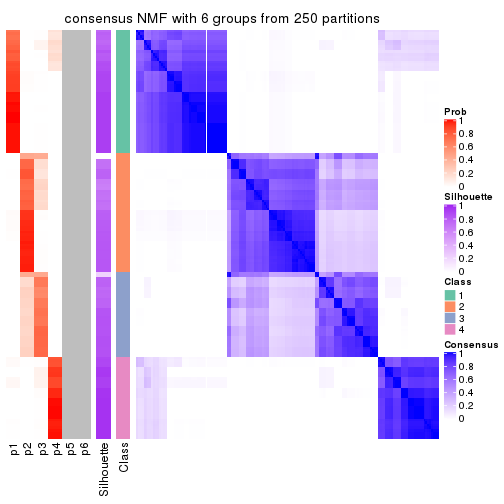 consensus NMF with 6 groups from 250 partitions
Prob
1
0.8
0.6
0.4
0.2
0
Silhouette
1
0.8
0.6
0.4
0.2
0
Class
1
2
3
4
Consensus
1
0.8
0.6
0.4
0.2
0
p1
p2
p3
p4
p5
p6
Silhouette
Class